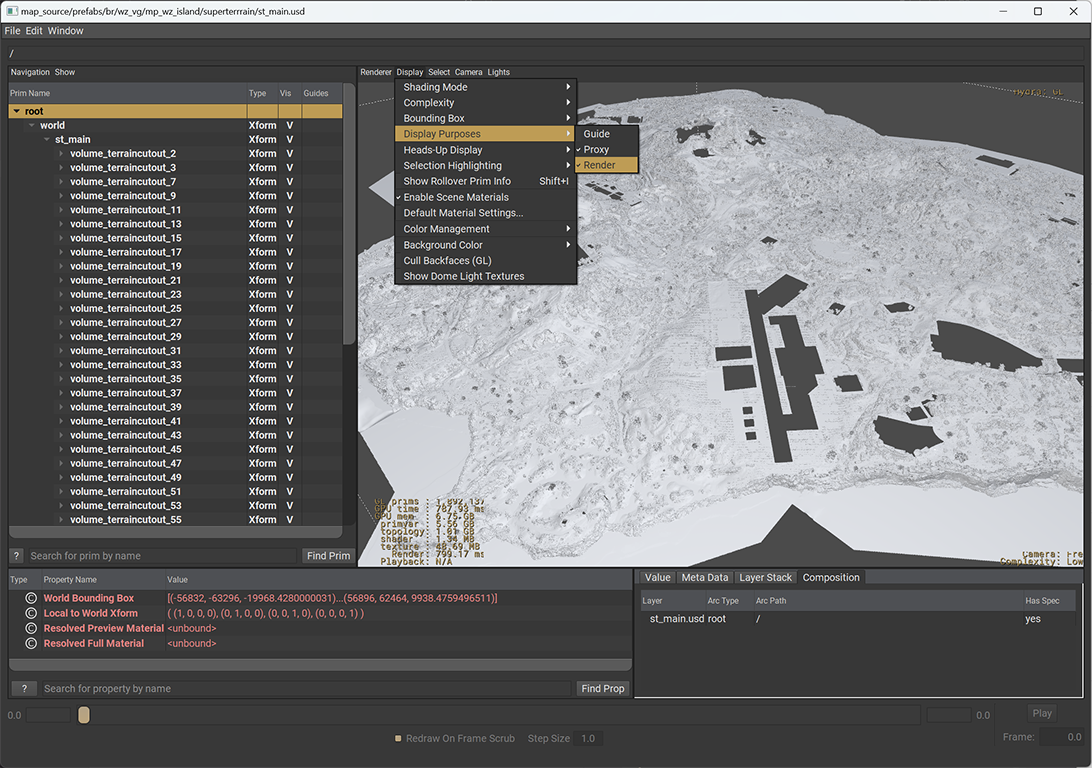 map_source/prefabs/br/wz_vg/mp_wz_island/superterrrain/st_main.usd
File Edit Window
/
Navigation Show
Prim Name Type Vis Guides
root
world Xform V
st_main Xform V
volume_terraincutout_2 Xform V
volume_terraincutout_3 Xform V
volume_terraincutout_7 Xform V
volume_terraincutout_9 Xform V
volume_terraincutout_11 Xform V
volume_terraincutout_13 Xform V
volume_terraincutout_15 Xform V
volume_terraincutout_17 Xform V
volume_terraincutout_19 Xform V
volume_terraincutout_21 Xform V
volume_terraincutout_23 Xform V
volume_terraincutout_25 Xform V
volume_terraincutout_27 Xform V
volume_terraincutout_29 Xform V
volume_terraincutout_31 Xform V
volume_terraincutout_33 Xform V
volume_terraincutout_35 Xform V
volume_terraincutout_37 Xform V
volume_terraincutout_39 Xform V
volume_terraincutout_41 Xform V
volume_terraincutout_43 Xform V
volume_terraincutout_45 Xform V
volume_terraincutout_47 Xform V
volume_terraincutout_49 Xform V
volume_terraincutout_51 Xform V
volume_terraincutout_53 Xform V
volume_terraincutout_55 Xform V
? Search for prim by name Find Prim
Renderer Display Select Camera Lights
Shading Mode
Complexity
Bounding Box
Display Purposes
Heads-Up Display
Selection Highlighting
Show Rollover Prim Info Shift+I
Enable Scene Materials
Default Material Settings...
Color Management
Background Color
Cull Backfaces (GL)
Show Dome Light Textures
Guide
Proxy
Render
GL prims :
GPU time : 787.93 ms
GPU mem : 6.75 GB
primvar : 5.56 GB
topology : 1.01 GB
shader : 1.34 MB
texture : 48.69 MB
Render : 799.17 ms
Playback: N/A
Camera:
Complexity: Low
Type Property Name Value
World Bounding Box [(-56832, -63296, -19968.4280000031)...(56896, 62464, 9938.4759496511)]
Local to World Xform ( (1, 0, 0, 0), (0, 1, 0, 0), (0, 0, 1, 0), (0, 0, 0, 1) )
Resolved Preview Material <unbound>
Resolved Full Material <unbound>
? Search for property by name Find Prop
Value Meta Data Layer Stack Composition
Layer Arc Type Arc Path Has Spec
st_main.usd root / yes
0.0 0.0 Play
Redraw On Frame Scrub Step Size 1.0 Frame: 0.0